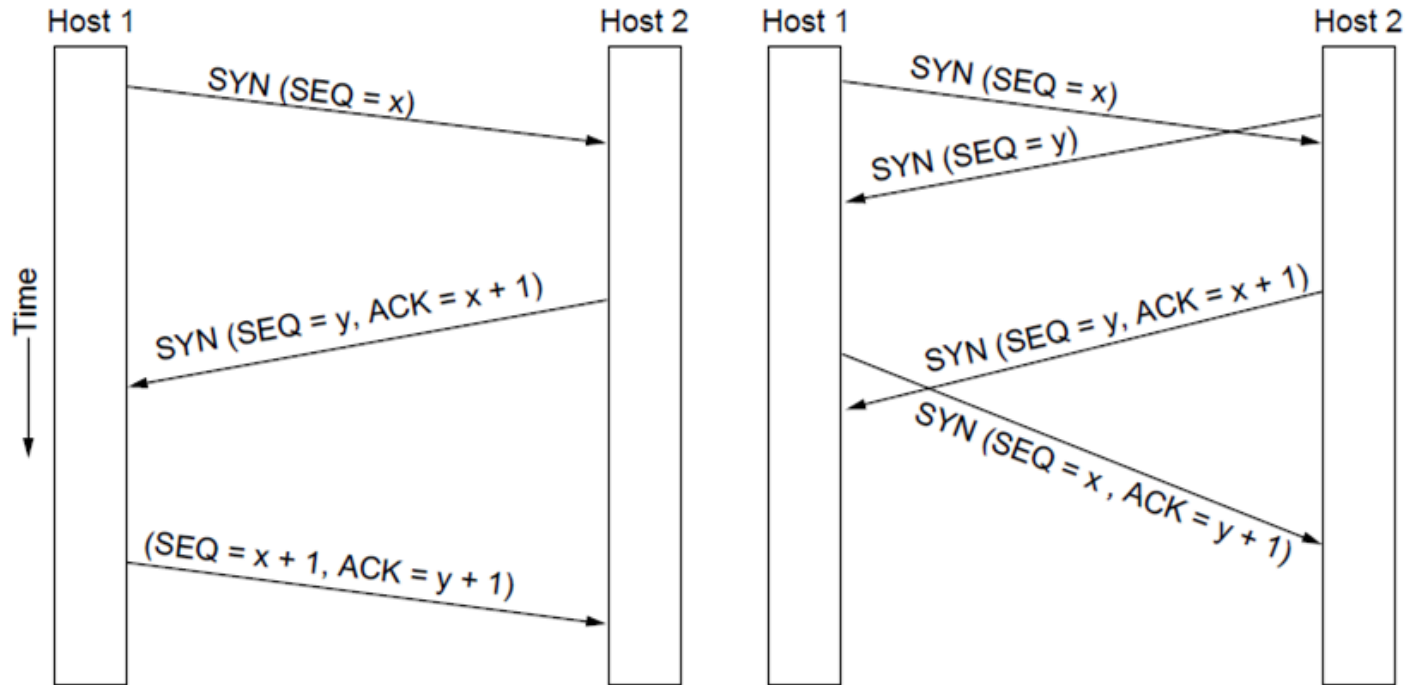 Host 1
Host 2
SYN (SEQ = x)
SYN (SEQ = y, ACK = x + 1)
(SEQ = x + 1, ACK = y + 1)
Time
Host 1
Host 2
SYN (SEQ = x)
SYN (SEQ = y)
SYN (SEQ = y, ACK = x + 1)
SYN (SEQ = x , ACK = y + 1)